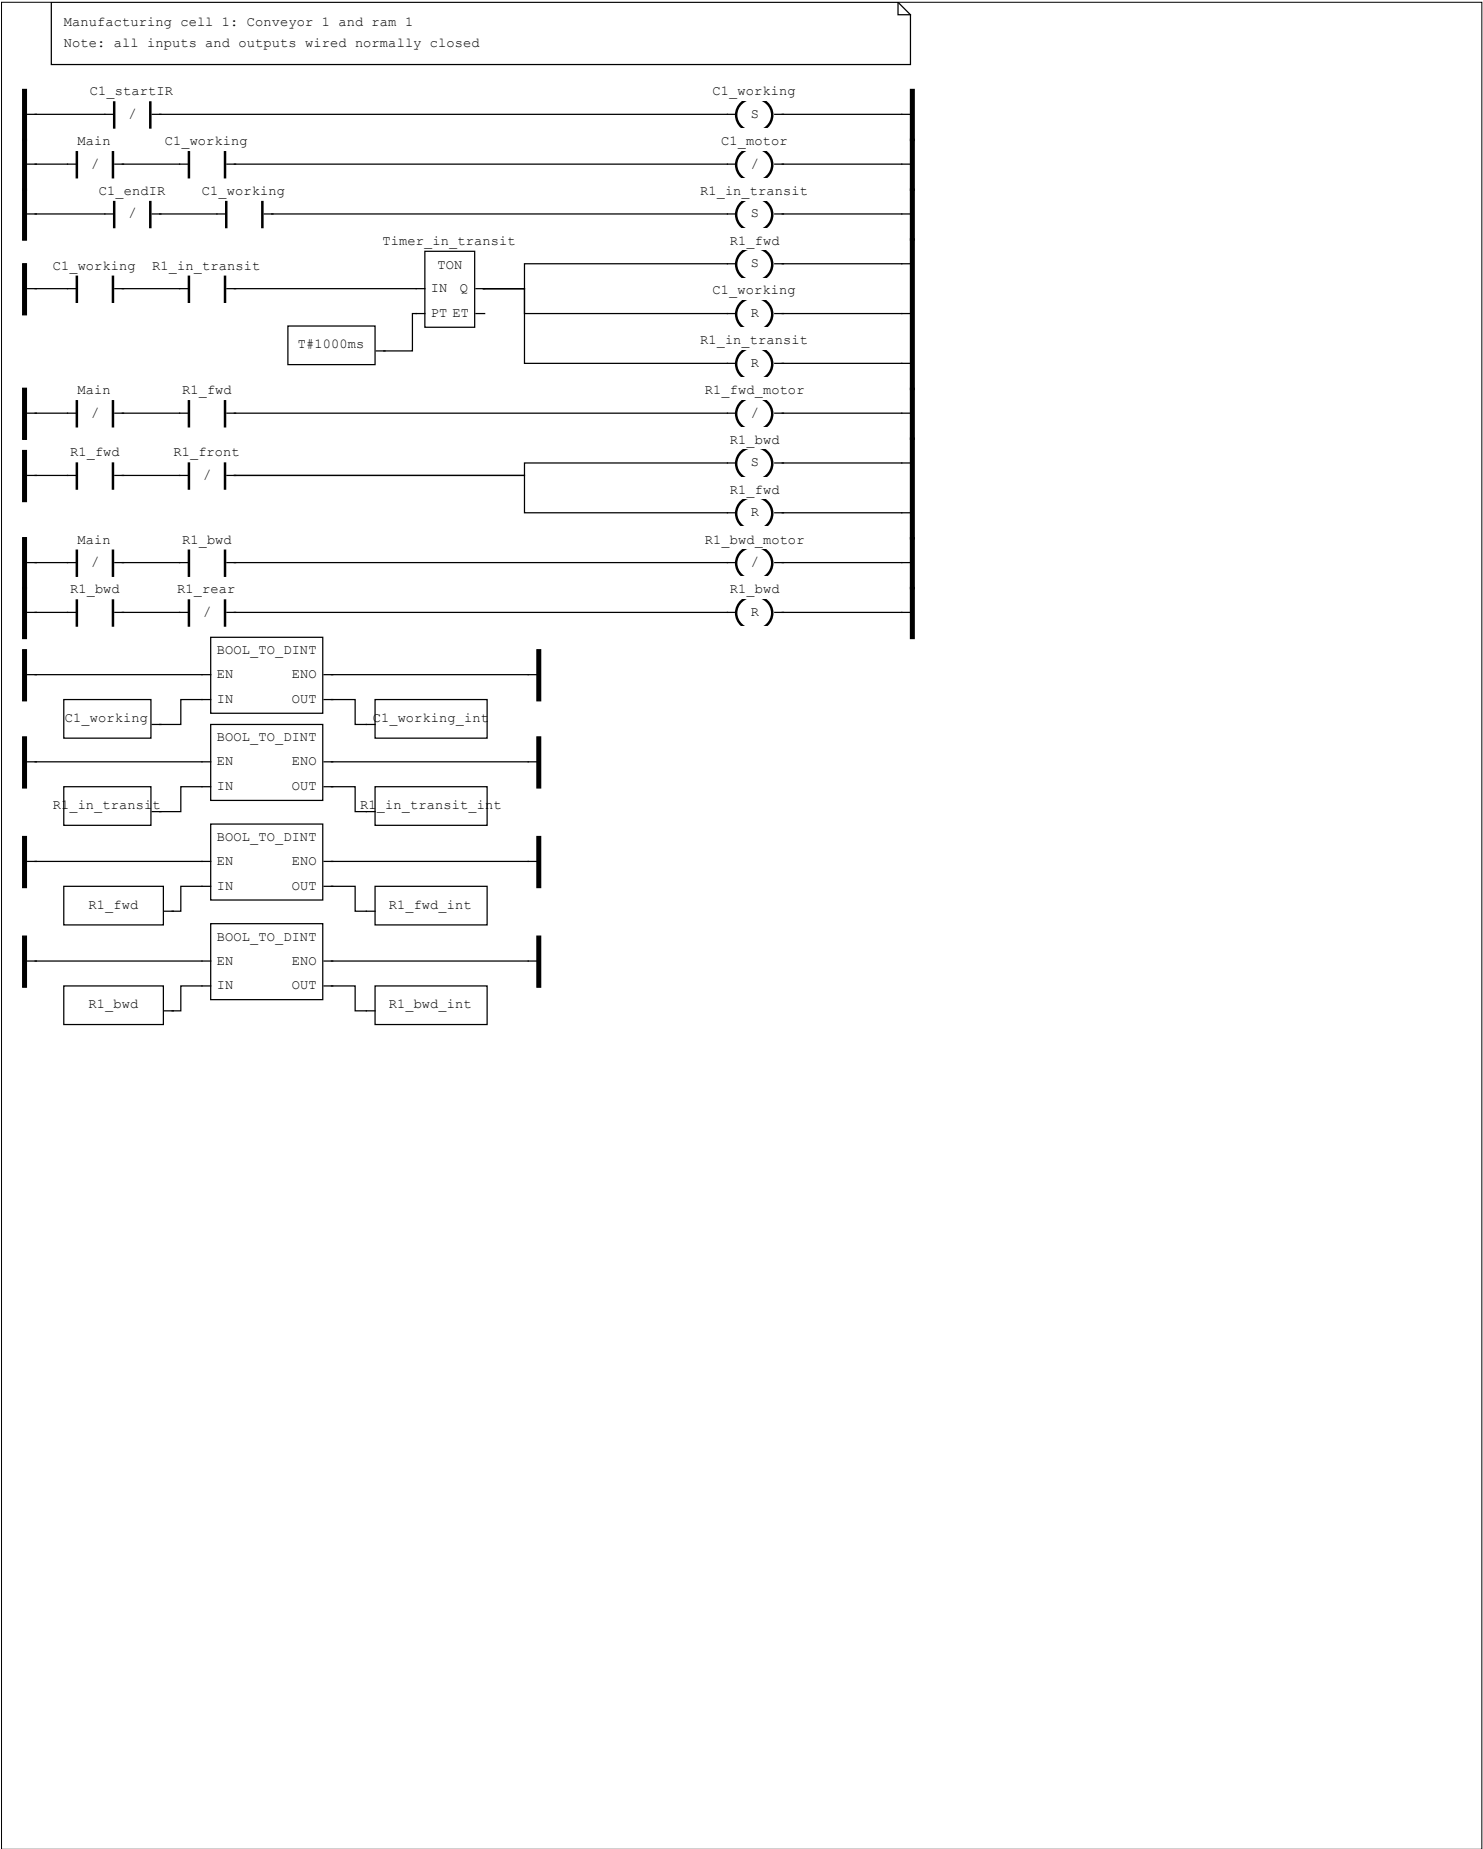 Manufacturing cell 1: Conveyor 1 and ram 1
Note: all inputs and outputs wired normally closed
C1_startIR C1_working
/ S
Main C1_working C1_motor
/ /
C1_endIR C1_working R1_in_transit
/ S
Timer_in_transit R1_fwd
TON S
C1_working R1_in_transit
IN Q C1_working
PT ET R
T#1000ms R1_in_transit
R
Main R1_fwd R1_fwd_motor
/ /
R1_fwd R1_front R1_bwd
/ S
R1_fwd
R
Main R1_bwd R1_bwd_motor
/ /
R1_bwd R1_rear R1_bwd
/ R
BOOL_TO_DINT
EN ENO
IN OUT
C1_working C1_working_int
BOOL_TO_DINT
EN ENO
IN OUT
R1_in_transit R1_in_transit_int
BOOL_TO_DINT
EN ENO
IN OUT
R1_fwd R1_fwd_int
BOOL_TO_DINT
EN ENO
IN OUT
R1_bwd R1_bwd_int